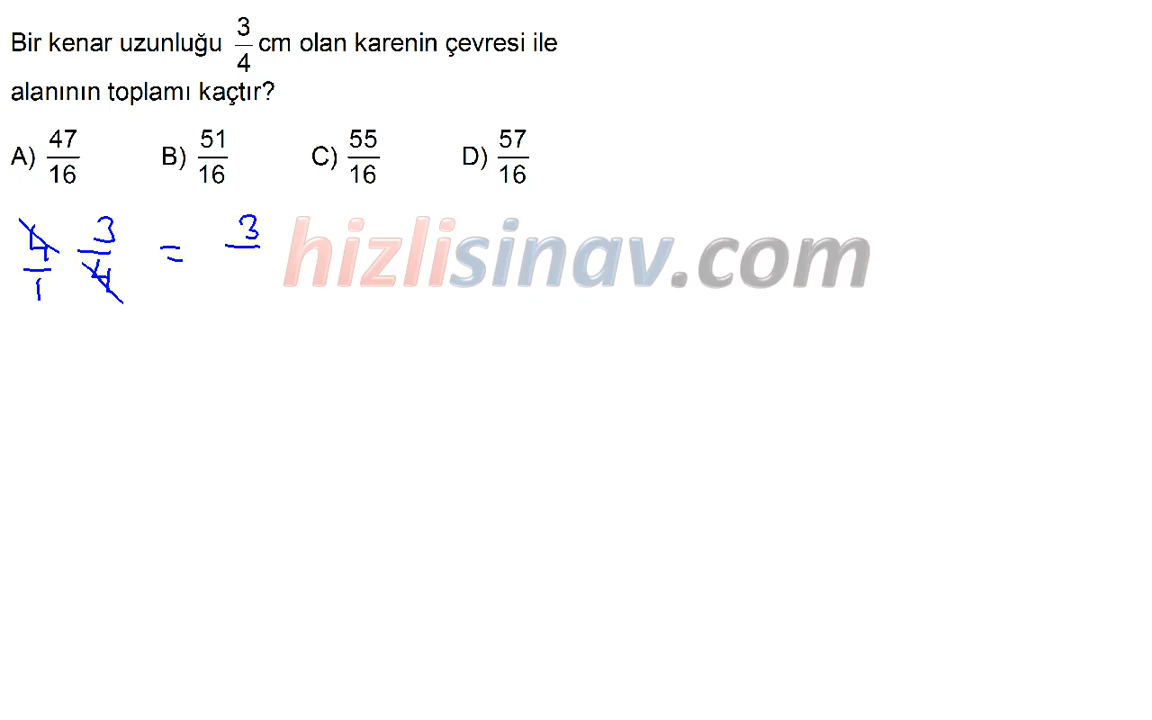 Bir kenar uzunluğu 3/4 cm olan karenin çevresi ile
alanının toplamı kaçtır?
A) 47/16 B) 51/16 C) 55/16 D) 57/16
4/1 3/4 = 3
hizlisinav.com